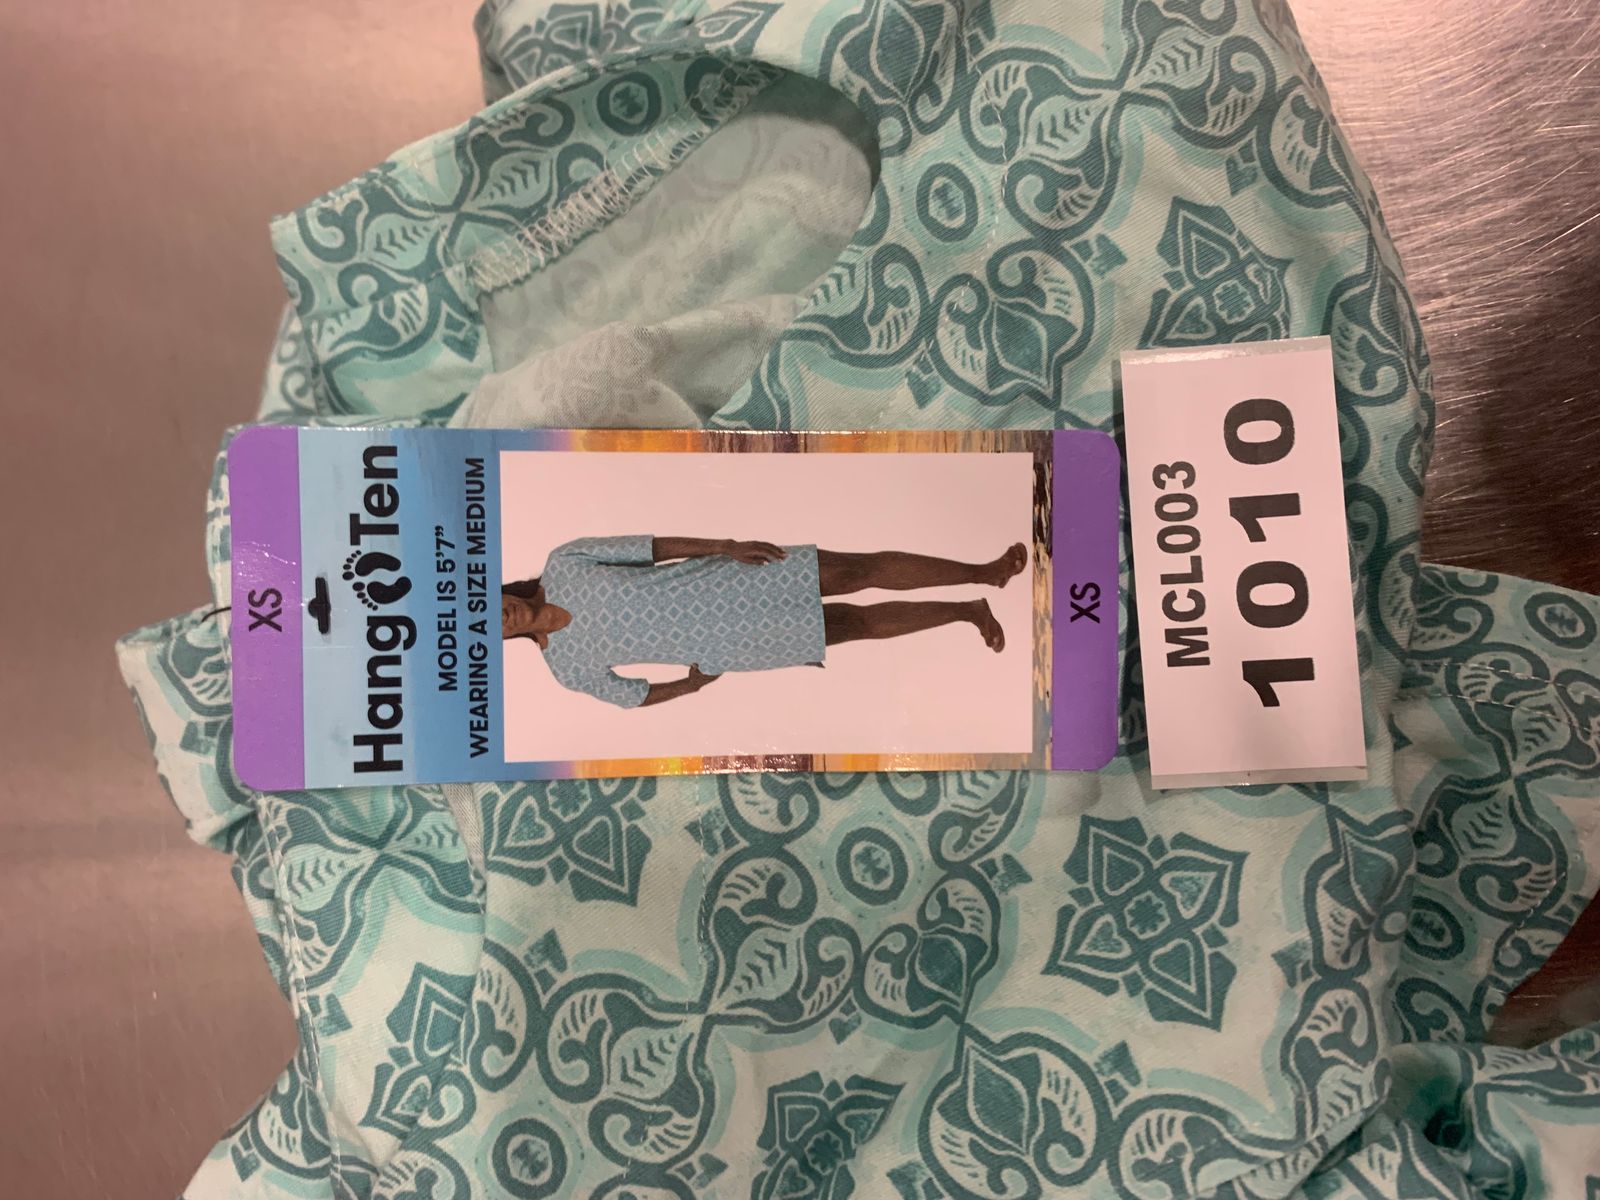 XS
Hang Ten
MODEL IS 5'7"
WEARING A SIZE MEDIUM
XS
MCL003
1010